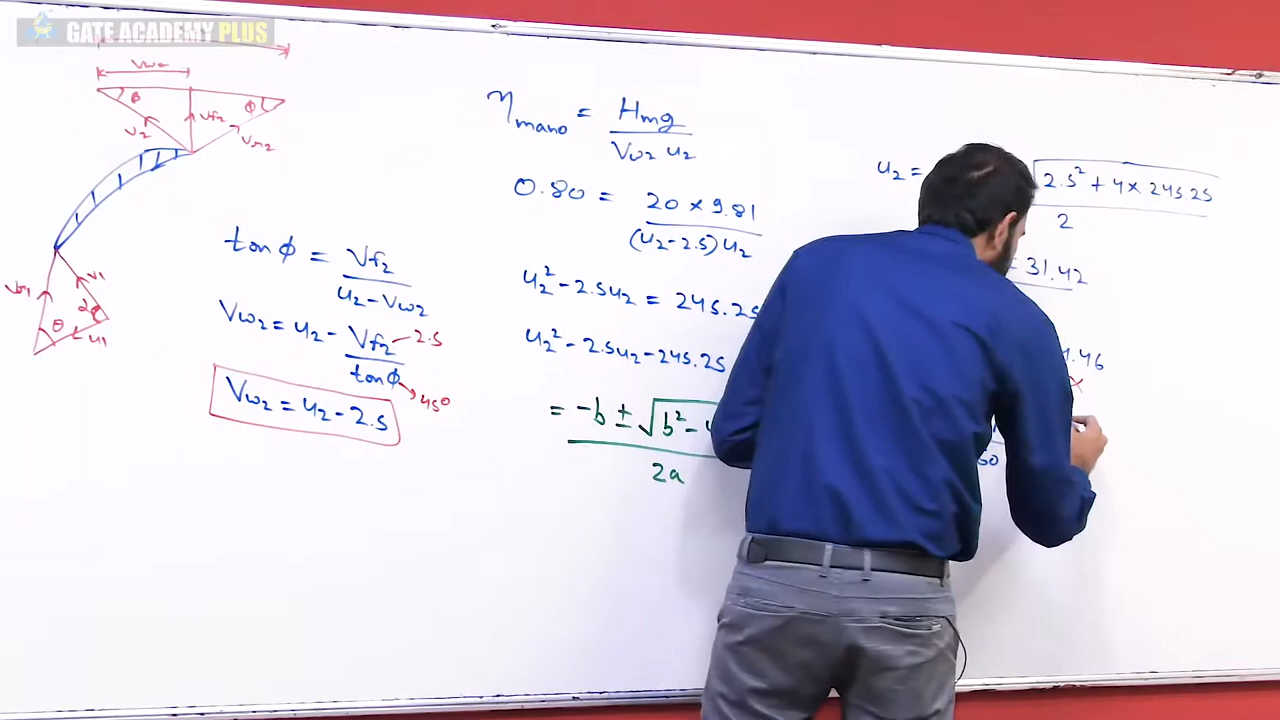 GATE ACADEMY PLUS
Vw2
θ
φ
V2
Vf2
Vr2
Vr1
V1
θ
u1
tan φ = Vf2 / (u2 - Vw2)
Vw2 = u2 - Vf2 / tan φ
2.5
45°
Vw2 = u2 - 2.5
η mano = Hmg / (Vw2 u2)
0.80 = 20 × 9.81 / ((u2 - 2.5) u2)
u2² - 2.5u2 = 245.25
u2² - 2.5u2 - 245.25
= -b ± √b² - 4
2a
u2 =
√2.5² + 4 × 245.25
2
= 31.42
.46
×
60